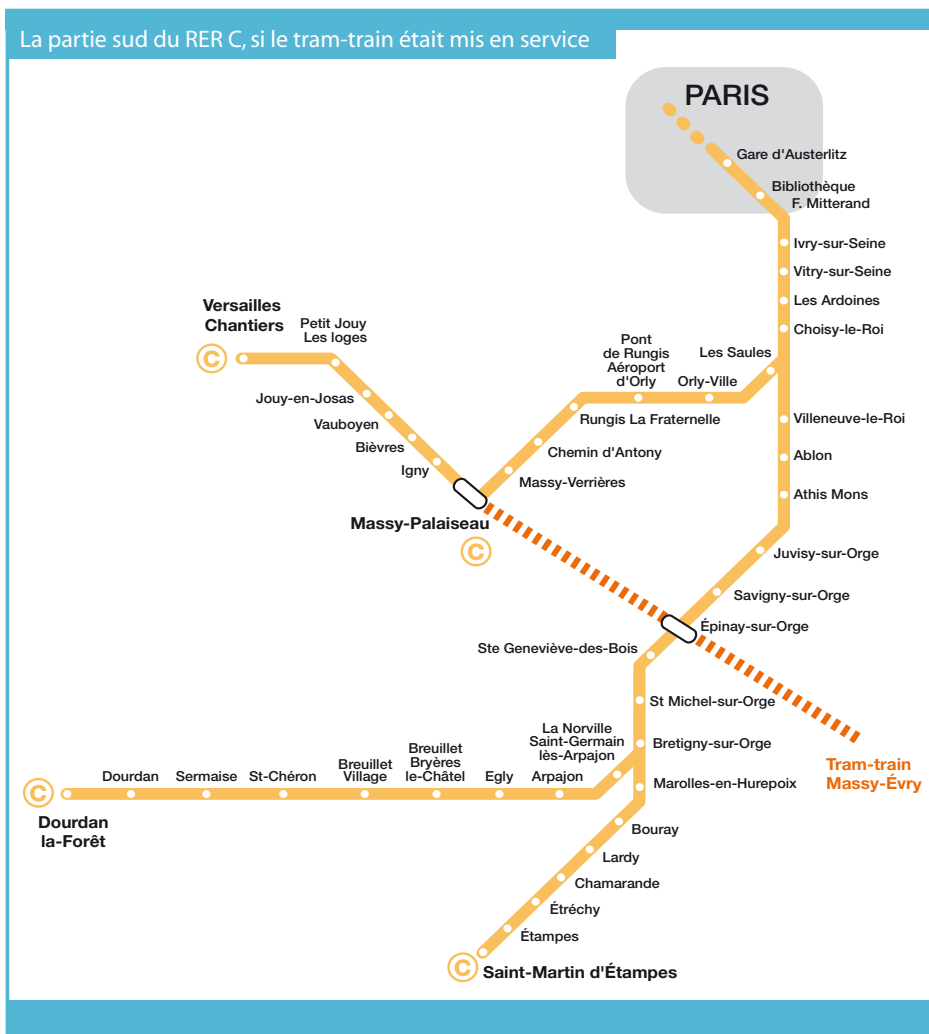 La partie sud du RER C, si le tram-train était mis en service
PARIS
Gare d'Austerlitz
Bibliothèque
F. Mitterand
Ivry-sur-Seine
Vitry-sur-Seine
Les Ardoines
Choisy-le-Roi
Versailles
Chantiers
C
Petit Jouy
Les loges
Jouy-en-Josas
Vauboyen
Bièvres
Igny
Massy-Palaiseau
C
Pont
de Rungis
Aéroport
d'Orly
Les Saules
Orly-Ville
Rungis La Fraternelle
Chemin d'Antony
Massy-Verrières
Villeneuve-le-Roi
Ablon
Athis Mons
Juvisy-sur-Orge
Savigny-sur-Orge
Épinay-sur-Orge
Ste Geneviève-des-Bois
St Michel-sur-Orge
Bretigny-sur-Orge
Marolles-en-Hurepoix
Tram-train
Massy-Évry
La Norville
Saint-Germain
lès-Arpajon
Arpajon
Egly
Breuillet
Bryères
le-Châtel
Breuillet
Village
St-Chéron
Sermaise
Dourdan
C
Dourdan
la-Forêt
Bouray
Lardy
Chamarande
Étréchy
Étampes
C
Saint-Martin d'Étampes